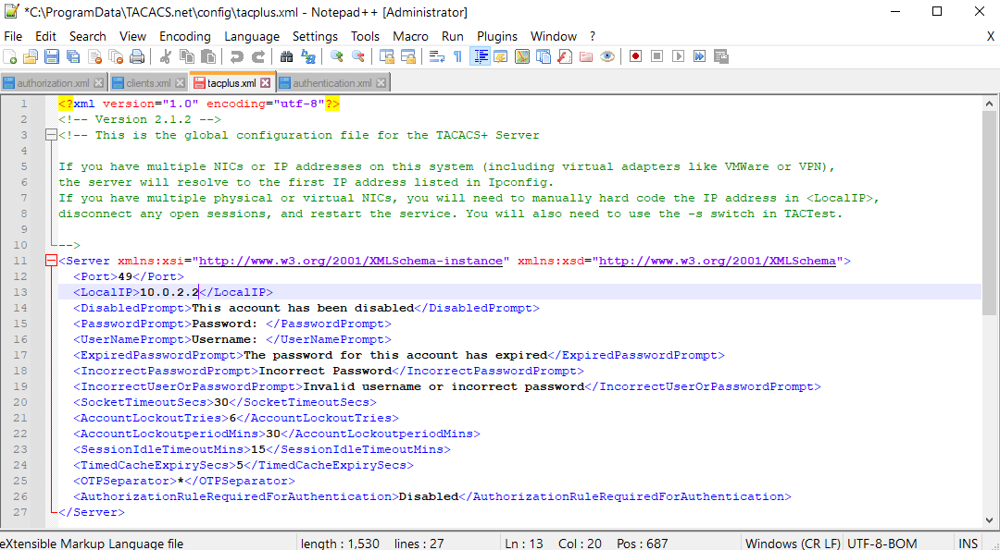 *C:\ProgramData\TACACS.net\config\tacplus.xml - Notepad++ [Administrator]
File Edit Search View Encoding Language Settings Tools Macro Run Plugins Window ? X
authorization.xml clients.xml tacplus.xml authentication.xml
1 <?xml version="1.0" encoding="utf-8"?>
2 <!-- Version 2.1.2 -->
3 <!-- This is the global configuration file for the TACACS+ Server
4
5 If you have multiple NICs or IP addresses on this system (including virtual adapters like VMWare or VPN),
6 the server will resolve to the first IP address listed in Ipconfig.
7 If you have multiple physical or virtual NICs, you will need to manually hard code the IP address in <LocalIP>,
8 disconnect any open sessions, and restart the service. You will also need to use the -s switch in TACTest.
9
10 -->
11 <Server xmlns:xsi="http://www.w3.org/2001/XMLSchema-instance" xmlns:xsd="http://www.w3.org/2001/XMLSchema">
12 <Port>49</Port>
13 <LocalIP>10.0.2.2</LocalIP>
14 <DisabledPrompt>This account has been disabled</DisabledPrompt>
15 <PasswordPrompt>Password: </PasswordPrompt>
16 <UserNamePrompt>Username: </UserNamePrompt>
17 <ExpiredPasswordPrompt>The password for this account has expired</ExpiredPasswordPrompt>
18 <IncorrectPasswordPrompt>Incorrect Password</IncorrectPasswordPrompt>
19 <IncorrectUserOrPasswordPrompt>Invalid username or incorrect password</IncorrectUserOrPasswordPrompt>
20 <SocketTimeoutSecs>30</SocketTimeoutSecs>
21 <AccountLockoutTries>6</AccountLockoutTries>
22 <AccountLockoutperiodMins>30</AccountLockoutperiodMins>
23 <SessionIdleTimeoutMins>15</SessionIdleTimeoutMins>
24 <TimedCacheExpirySecs>5</TimedCacheExpirySecs>
25 <OTPSeparator>*</OTPSeparator>
26 <AuthorizationRuleRequiredForAuthentication>Disabled</AuthorizationRuleRequiredForAuthentication>
27 </Server>
eXtensible Markup Language file length : 1,530 lines : 27 Ln : 13 Col : 20 Pos : 687 Windows (CR LF) UTF-8-BOM INS